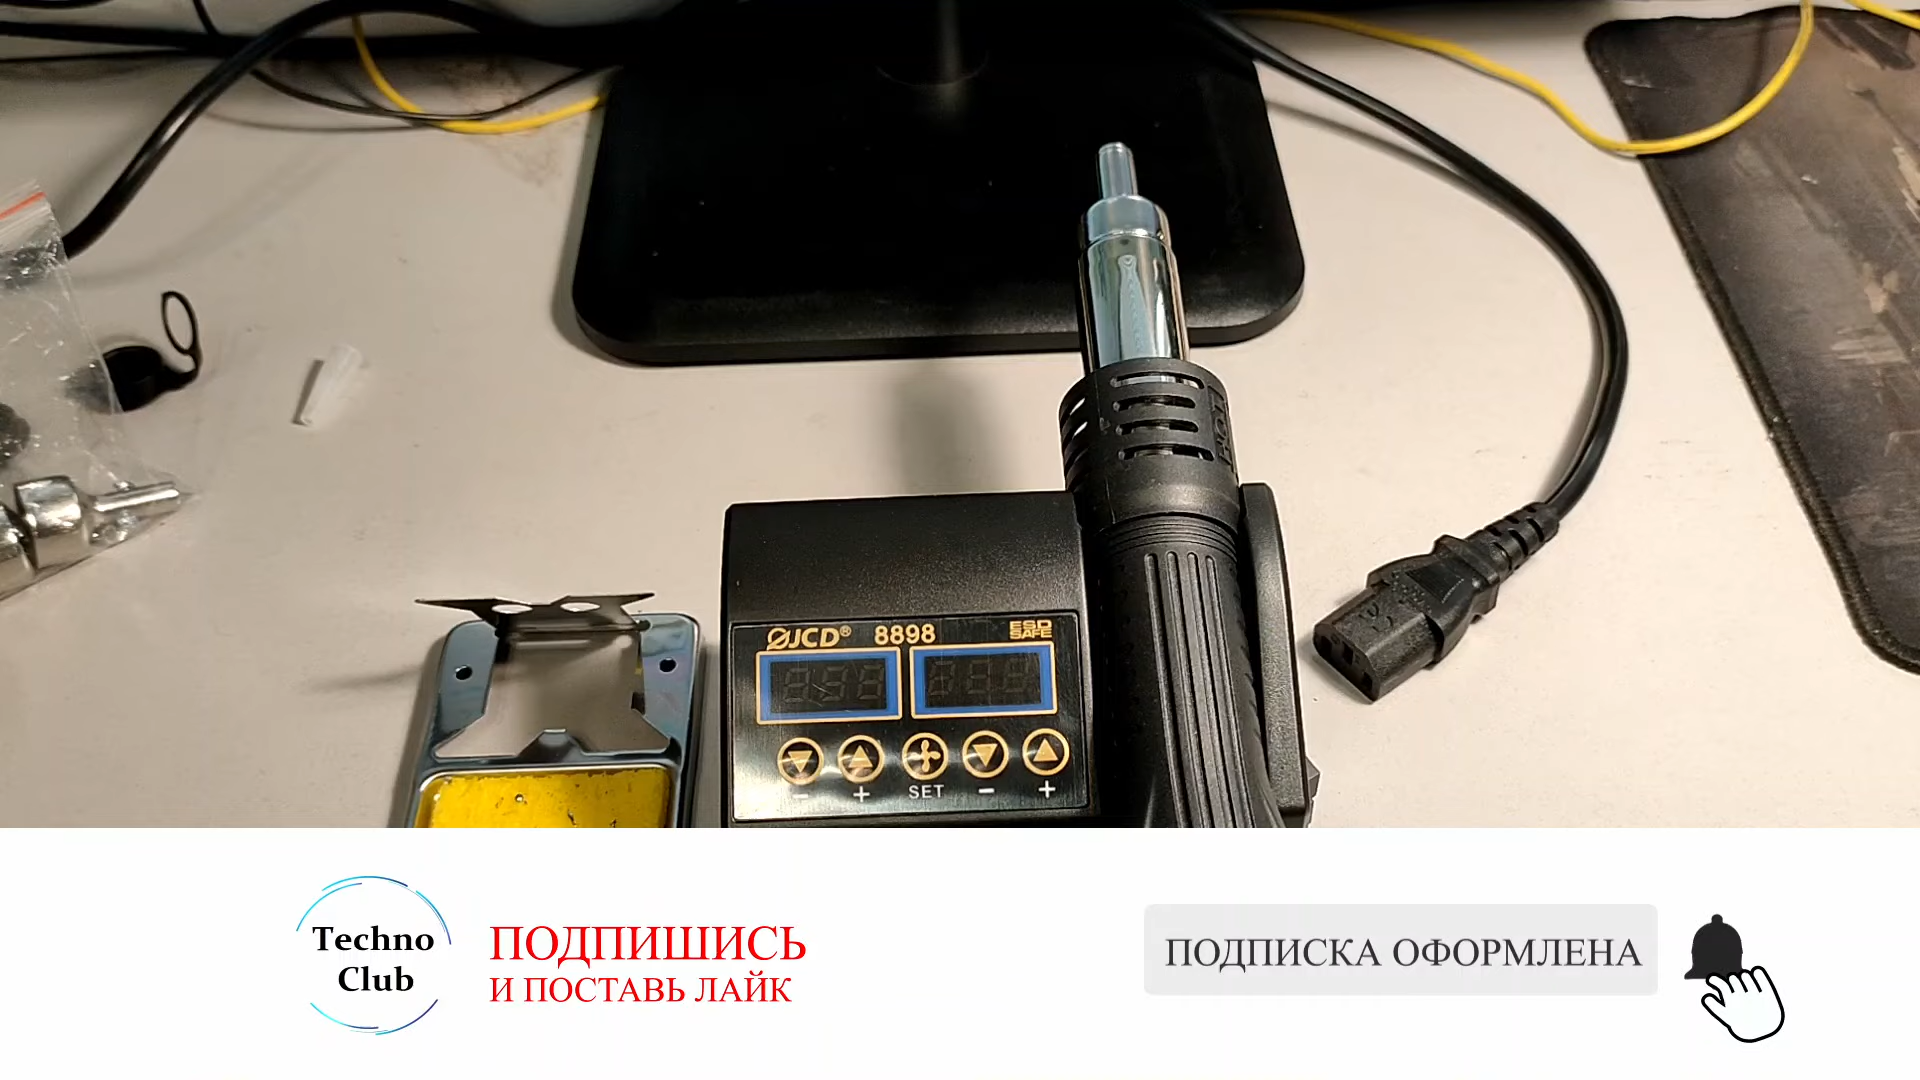 JCD® 8898 ESD
SAFE
- + SET - +
Techno
Club
ПОДПИШИСЬ
И ПОСТАВЬ ЛАЙК
ПОДПИСКА ОФОРМЛЕНА